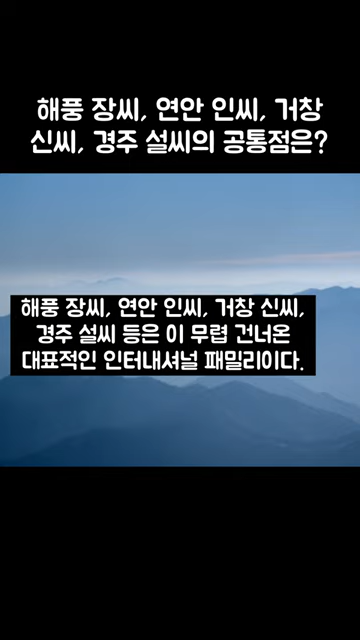 해풍 장씨, 연안 인씨, 거창
신씨, 경주 설씨의 공통점은?
해풍 장씨, 연안 인씨, 거창 신씨,
경주 설씨 등은 이 무렵 건너온
대표적인 인터내셔널 패밀리이다.